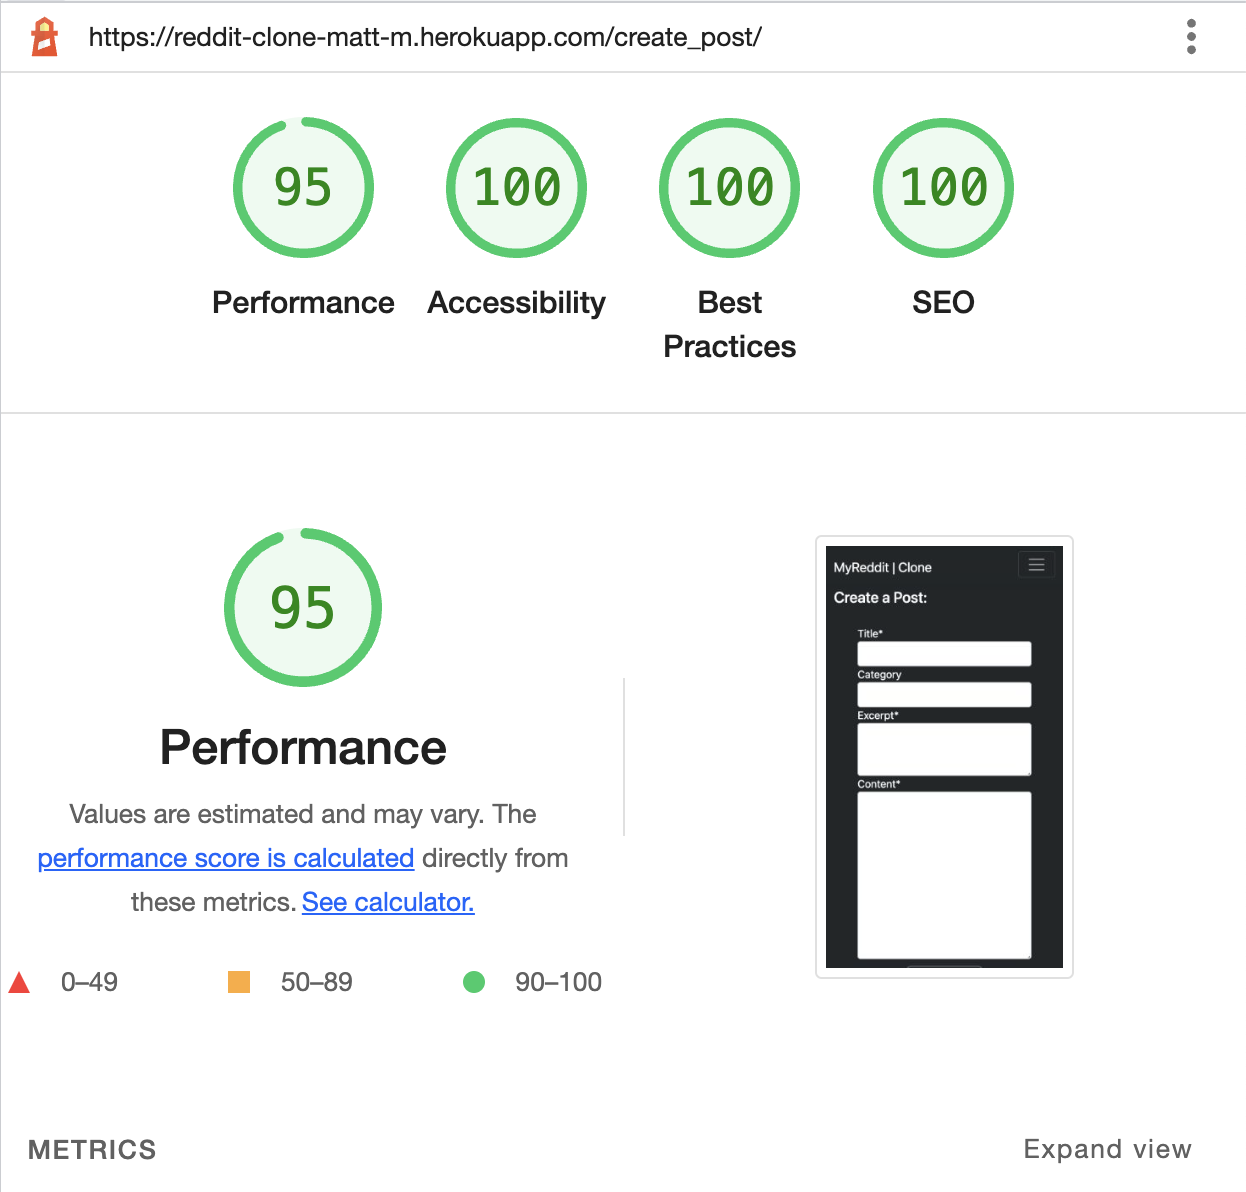 https://reddit-clone-matt-m.herokuapp.com/create_post/
95
100
100
100
Performance
Accessibility
Best
Practices
SEO
95
Performance
Values are estimated and may vary. The
performance score is calculated directly from
these metrics. See calculator.
0–49
50–89
90–100
MyReddit | Clone
Create a Post:
Title*
Category
Excerpt*
Content*
METRICS
Expand view